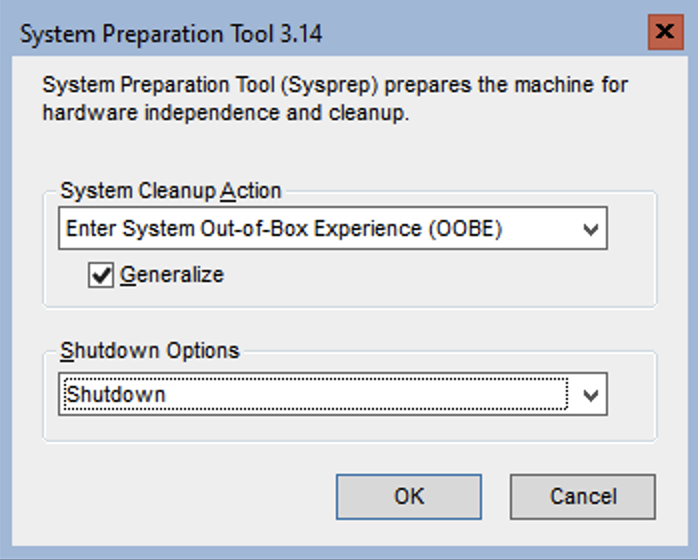 System Preparation Tool 3.14
System Preparation Tool (Sysprep) prepares the machine for
hardware independence and cleanup.
System Cleanup Action
Enter System Out-of-Box Experience (OOBE)
Generalize
Shutdown Options
Shutdown
OK
Cancel